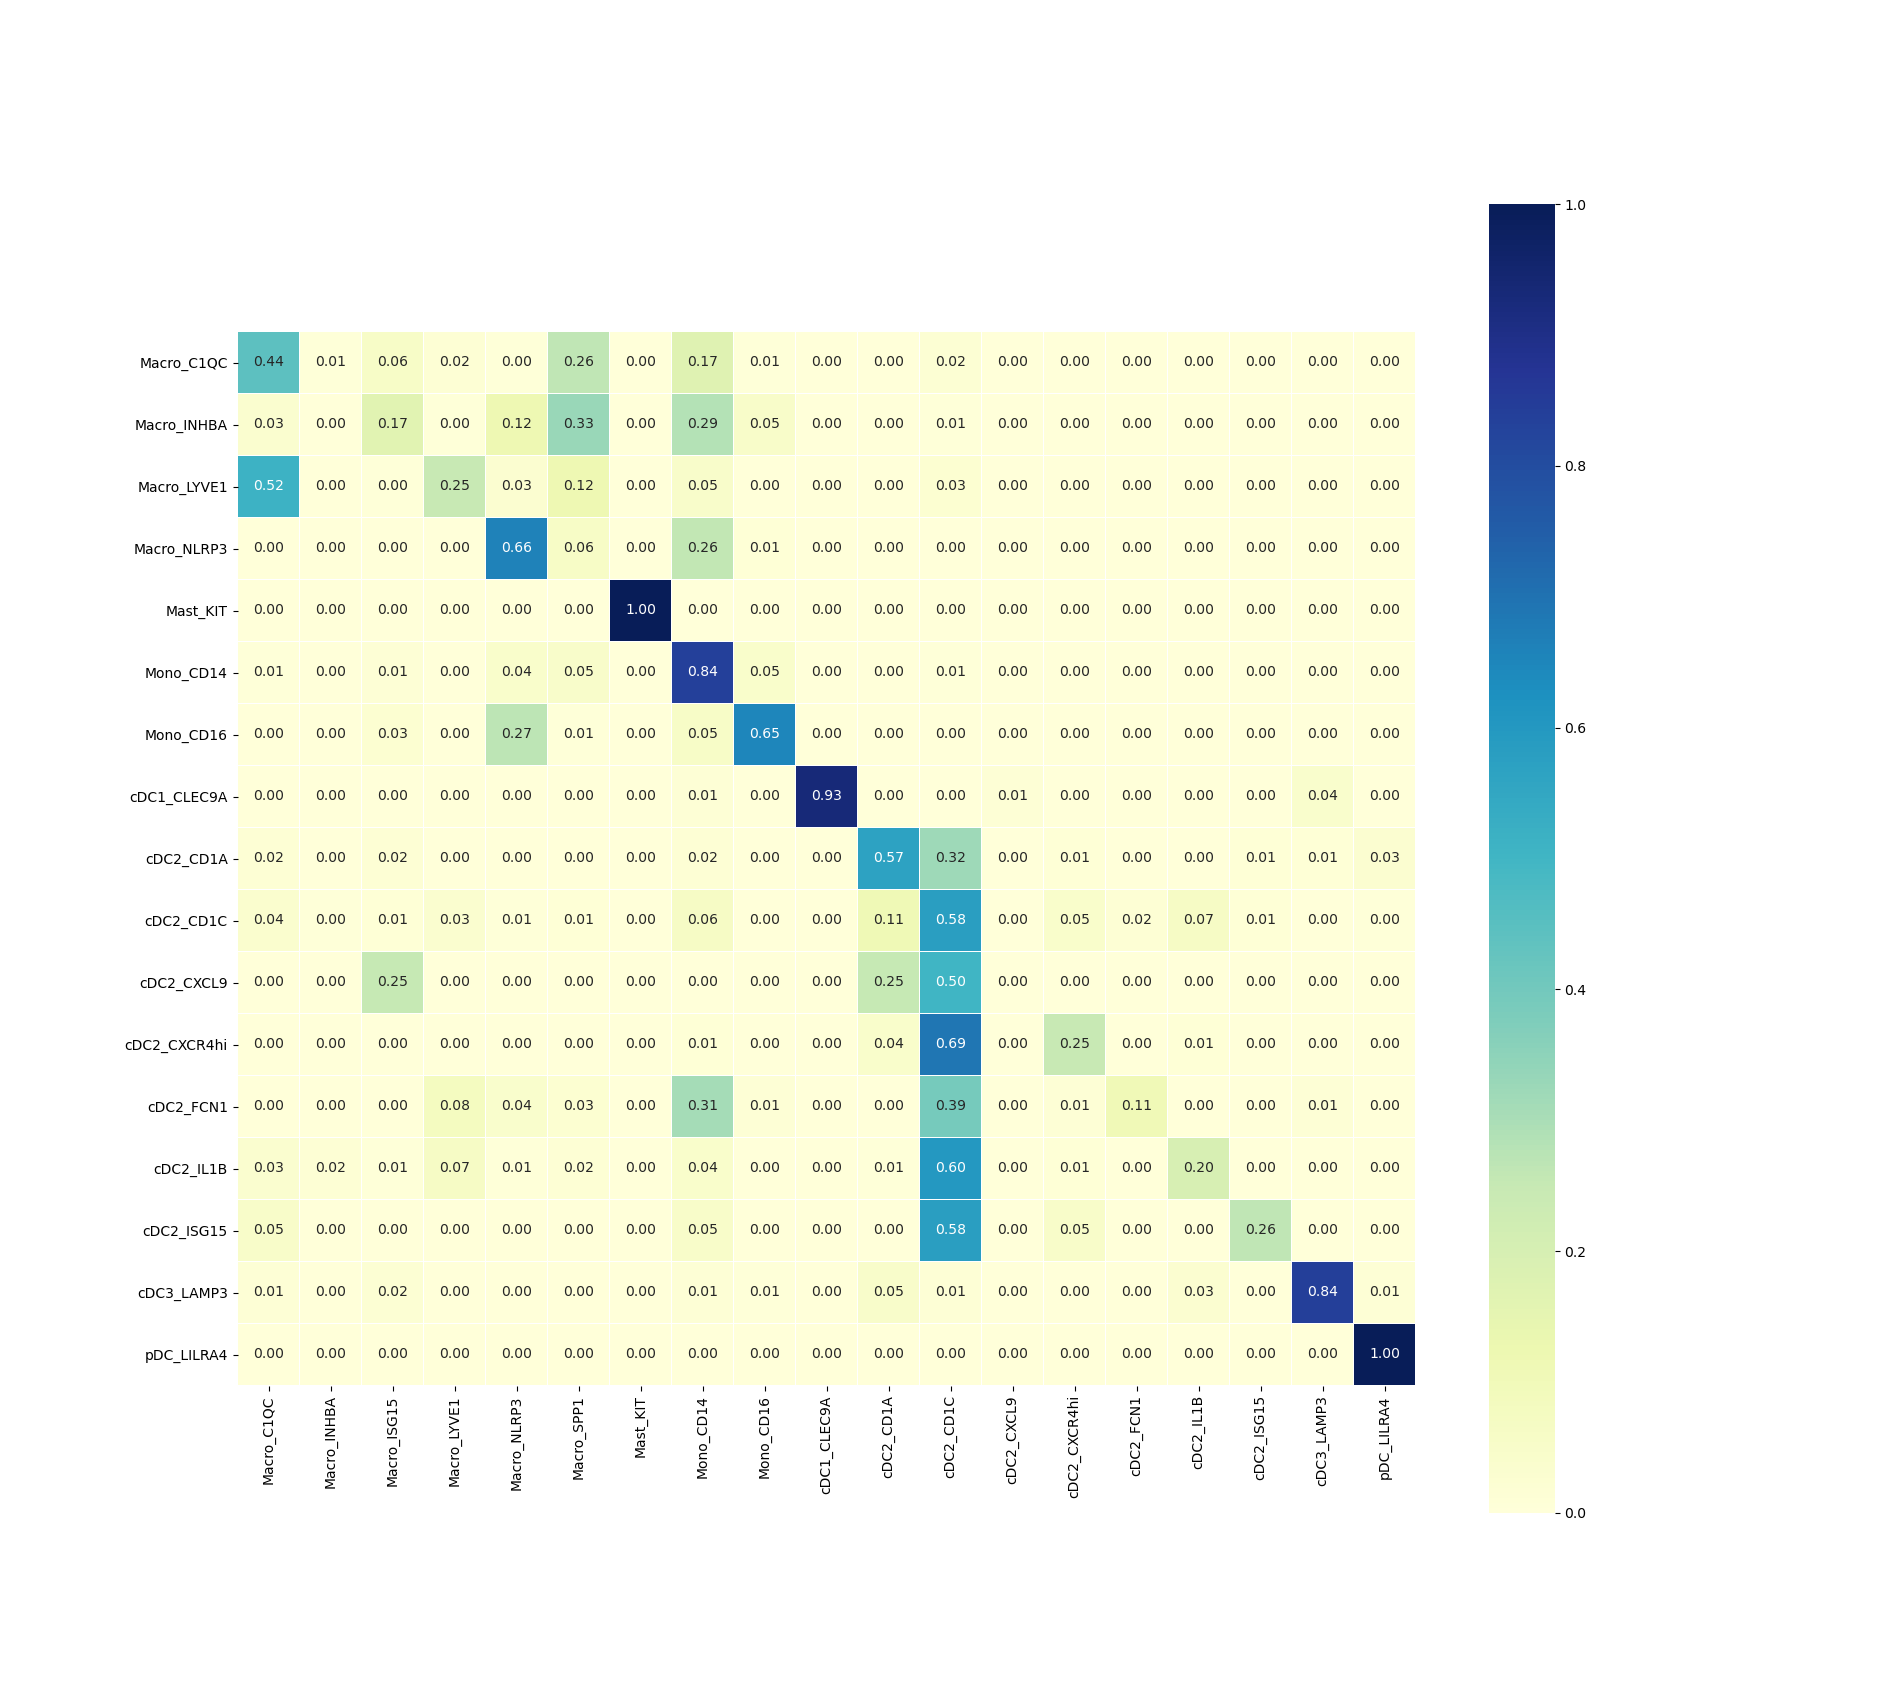 1.0
Macro_C1QC 0.44 0.01 0.06 0.02 0.00 0.26 0.00 0.17 0.01 0.00 0.00 0.02 0.00 0.00 0.00 0.00 0.00 0.00 0.00
Macro_INHBA 0.03 0.00 0.17 0.00 0.12 0.33 0.00 0.29 0.05 0.00 0.00 0.01 0.00 0.00 0.00 0.00 0.00 0.00 0.00
0.8
Macro_LYVE1 0.52 0.00 0.00 0.25 0.03 0.12 0.00 0.05 0.00 0.00 0.00 0.03 0.00 0.00 0.00 0.00 0.00 0.00 0.00
Macro_NLRP3 0.00 0.00 0.00 0.00 0.66 0.06 0.00 0.26 0.01 0.00 0.00 0.00 0.00 0.00 0.00 0.00 0.00 0.00 0.00
Mast_KIT 0.00 0.00 0.00 0.00 0.00 0.00 1.00 0.00 0.00 0.00 0.00 0.00 0.00 0.00 0.00 0.00 0.00 0.00 0.00
Mono_CD14 0.01 0.00 0.01 0.00 0.04 0.05 0.00 0.84 0.05 0.00 0.00 0.01 0.00 0.00 0.00 0.00 0.00 0.00 0.00
0.6
Mono_CD16 0.00 0.00 0.03 0.00 0.27 0.01 0.00 0.05 0.65 0.00 0.00 0.00 0.00 0.00 0.00 0.00 0.00 0.00 0.00
cDC1_CLEC9A 0.00 0.00 0.00 0.00 0.00 0.00 0.00 0.01 0.00 0.93 0.00 0.00 0.01 0.00 0.00 0.00 0.00 0.04 0.00
cDC2_CD1A 0.02 0.00 0.02 0.00 0.00 0.00 0.00 0.02 0.00 0.00 0.57 0.32 0.00 0.01 0.00 0.00 0.01 0.01 0.03
cDC2_CD1C 0.04 0.00 0.01 0.03 0.01 0.01 0.00 0.06 0.00 0.00 0.11 0.58 0.00 0.05 0.02 0.07 0.01 0.00 0.00
cDC2_CXCL9 0.00 0.00 0.25 0.00 0.00 0.00 0.00 0.00 0.00 0.00 0.25 0.50 0.00 0.00 0.00 0.00 0.00 0.00 0.00
0.4
cDC2_CXCR4hi 0.00 0.00 0.00 0.00 0.00 0.00 0.00 0.01 0.00 0.00 0.04 0.69 0.00 0.25 0.00 0.01 0.00 0.00 0.00
cDC2_FCN1 0.00 0.00 0.00 0.08 0.04 0.03 0.00 0.31 0.01 0.00 0.00 0.39 0.00 0.01 0.11 0.00 0.00 0.01 0.00
cDC2_IL1B 0.03 0.02 0.01 0.07 0.01 0.02 0.00 0.04 0.00 0.00 0.01 0.60 0.00 0.01 0.00 0.20 0.00 0.00 0.00
cDC2_ISG15 0.05 0.00 0.00 0.00 0.00 0.00 0.00 0.05 0.00 0.00 0.00 0.58 0.00 0.05 0.00 0.00 0.26 0.00 0.00
0.2
cDC3_LAMP3 0.01 0.00 0.02 0.00 0.00 0.00 0.00 0.01 0.01 0.00 0.05 0.01 0.00 0.00 0.00 0.03 0.00 0.84 0.01
pDC_LILRA4 0.00 0.00 0.00 0.00 0.00 0.00 0.00 0.00 0.00 0.00 0.00 0.00 0.00 0.00 0.00 0.00 0.00 0.00 1.00
Macro_C1QC
Macro_INHBA
Macro_ISG15
Macro_LYVE1
Macro_NLRP3
Macro_SPP1
Mast_KIT
Mono_CD14
Mono_CD16
cDC1_CLEC9A
cDC2_CD1A
cDC2_CD1C
cDC2_CXCL9
cDC2_CXCR4hi
cDC2_FCN1
cDC2_IL1B
cDC2_ISG15
cDC3_LAMP3
pDC_LILRA4
0.0